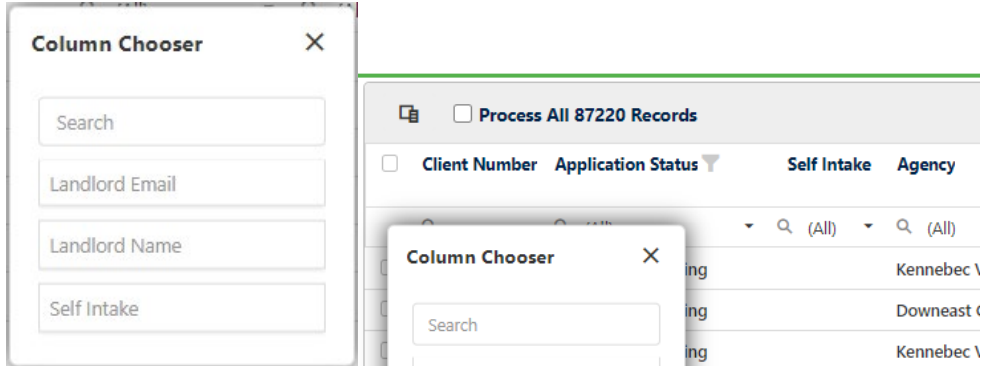 Column Chooser
Search
Landlord Email
Landlord Name
Self Intake
Process All 87220 Records
Client Number Application Status Self Intake Agency
(All) (All)
Column Chooser
Search
ing Kennebec
ing Downeast
ing Kennebec